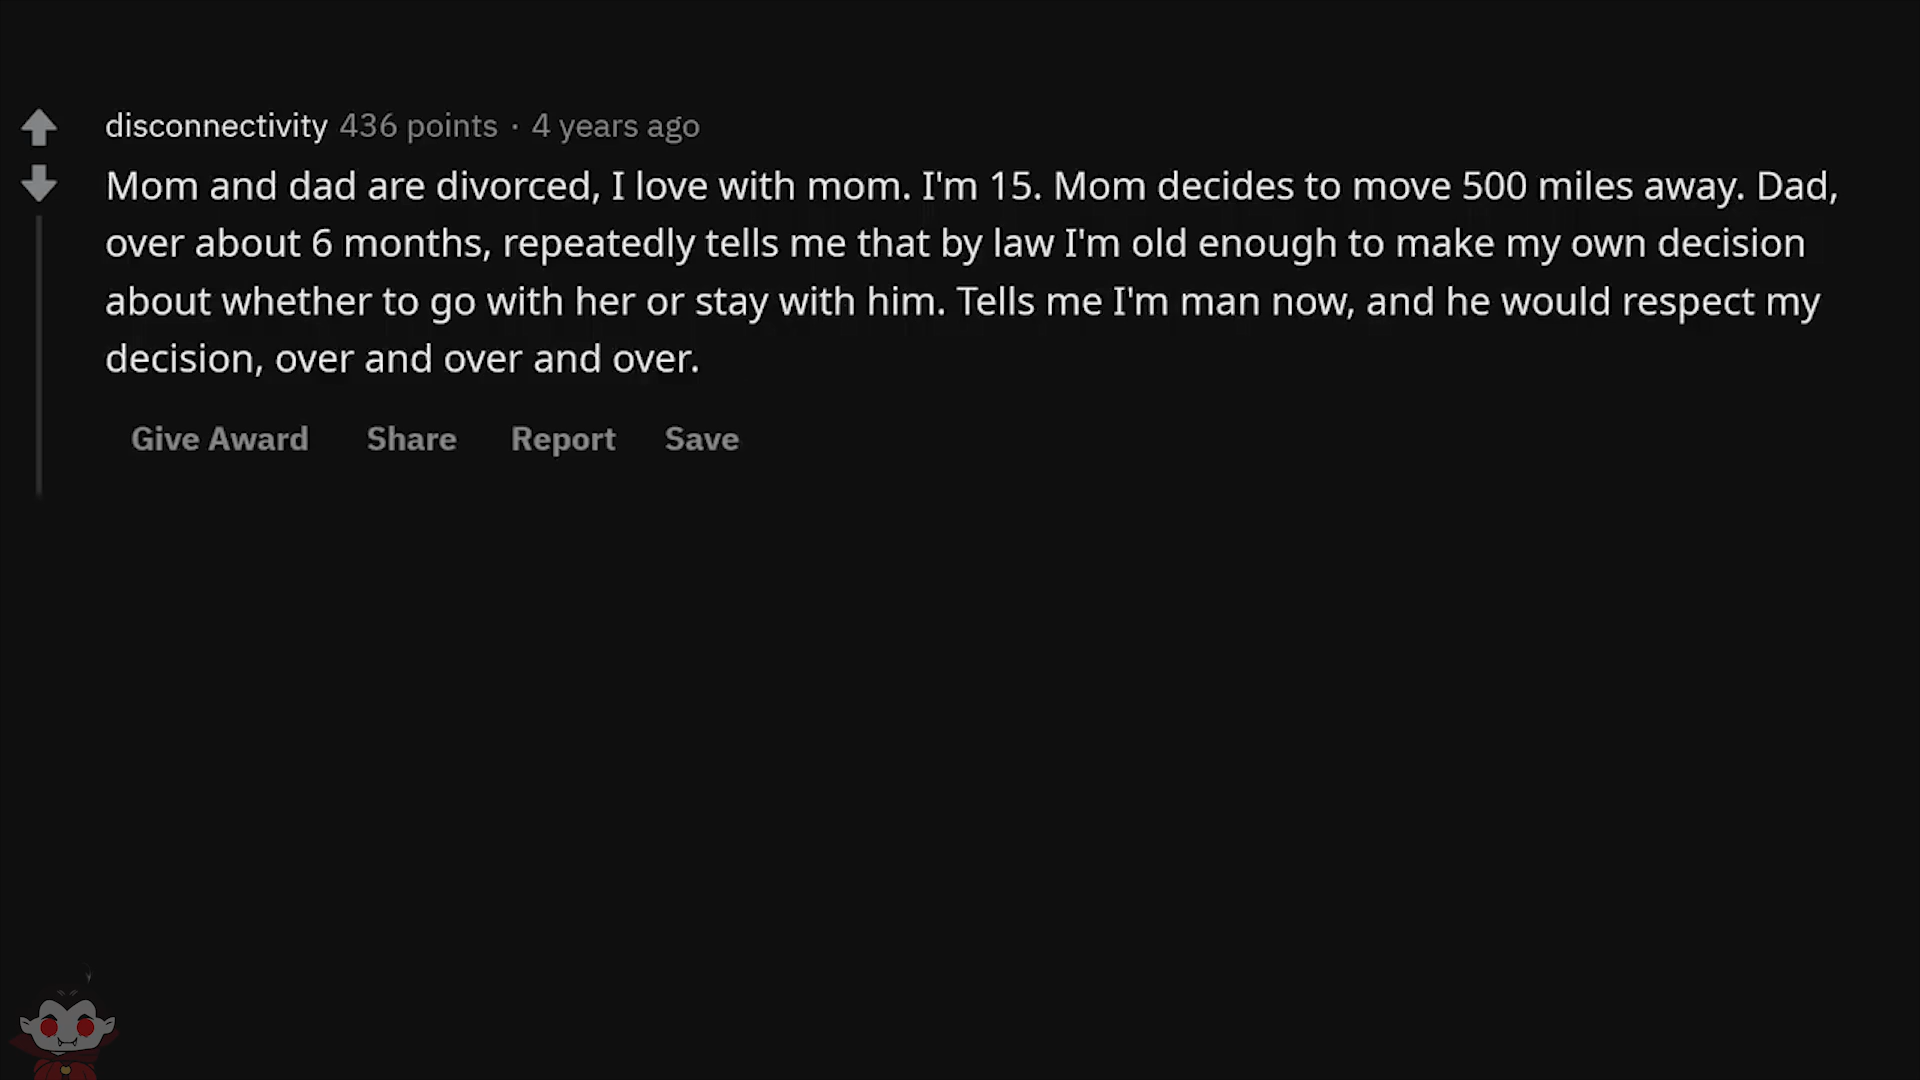 disconnectivity 436 points · 4 years ago
Mom and dad are divorced, I love with mom. I'm 15. Mom decides to move 500 miles away. Dad,
over about 6 months, repeatedly tells me that by law I'm old enough to make my own decision
about whether to go with her or stay with him. Tells me I'm man now, and he would respect my
decision, over and over and over.
Give Award Share Report Save